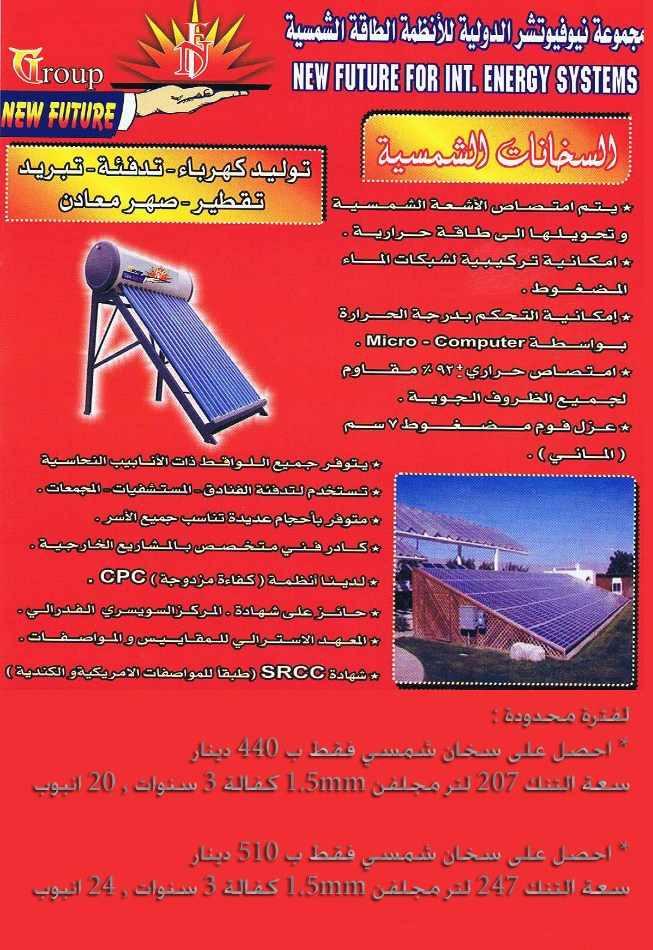 مجموعة نيوفيوتشر الدولية للأنظمة الطاقة الشمسية
NEW FUTURE FOR INT. ENERGY SYSTEMS
Group
FN
NEW FUTURE
السخانات الشمسية
توليد كهرباء - تدفئة - تبريد
تقطير - صهر معادن
* يتم امتصاص الأشعة الشمسية
وتحويلها الى طاقة حرارية .
* امكانية تركيبية لشبكات الماء
المضغوط .
* إمكانية التحكم بدرجة الحرارة
بواسطة Micro - Computer .
* امتصاص حراري ± ٩٢ ٪ مقاوم
لجميع الظروف الجوية .
* عزل فوم مضغوط ٧ سم
( الماني ) .
* يتوفر جميع اللواقط ذات الأنابيب النحاسية
* تستخدم لتدفئة الفنادق - المستشفيات - المجمعات .
* متوفر بأحجام عديدة تناسب جميع الأسر .
* كادر فني متخصص بالمشاريع الخارجية .
* لدينا أنظمة ( كفاءة مزدوجة ) CPC .
* حائز على شهادة . المركز السويسري الفدرالي .
* المعهد الاسترالي للمقاييس والمواصفات .
* شهادة SRCC (طبقاً للمواصفات الامريكية و الكندية )
لفترة محدودة :
* احصل على سخان شمسي فقط ب 440 دينار
سعة التنك 207 لتر مجلفن 1.5mm كفالة 3 سنوات , 20 انبوب
* احصل على سخان شمسي فقط ب 510 دينار
سعة التنك 247 لتر مجلفن 1.5mm كفالة 3 سنوات , 24 انبوب